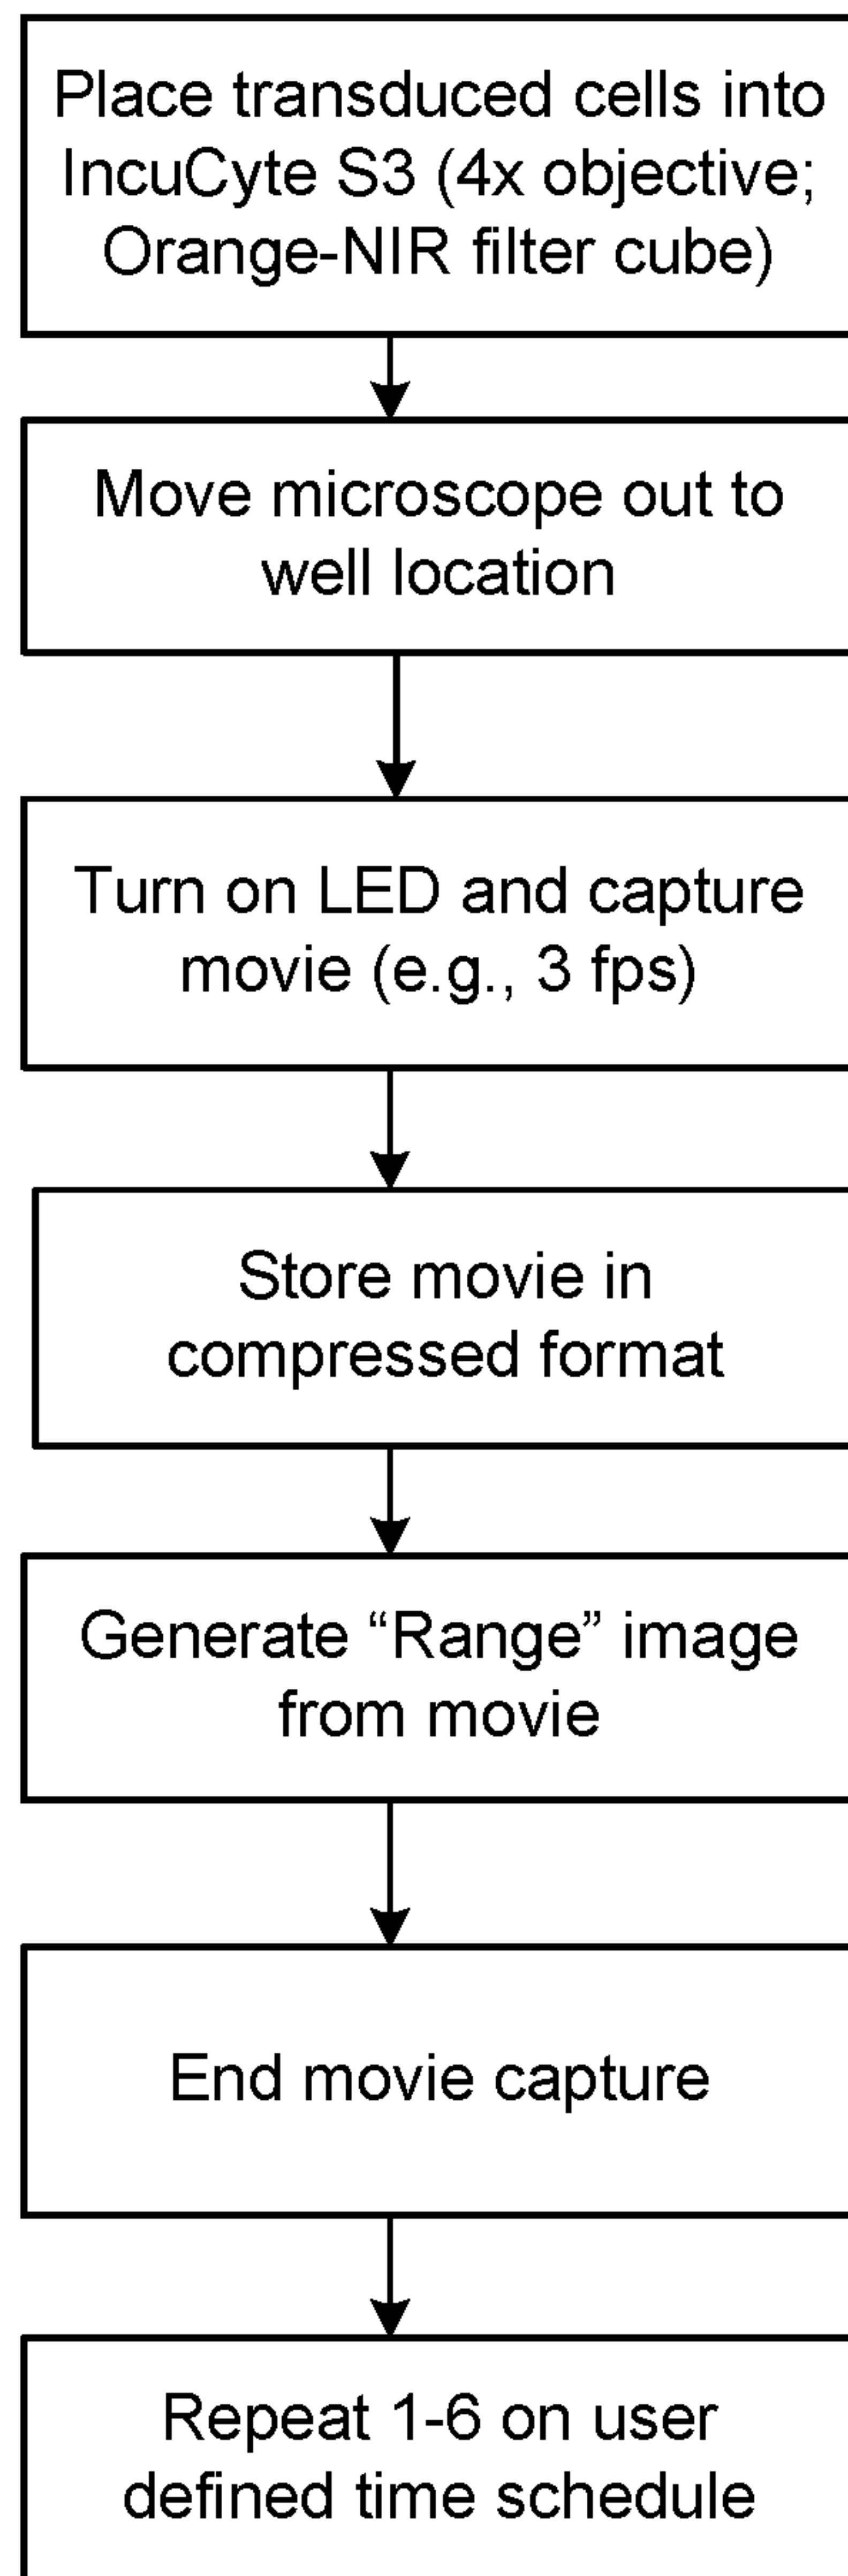 Place transduced cells into
IncuCyte S3 (4x objective;
Orange-NIR filter cube)
Move microscope out to
well location
Turn on LED and capture
movie (e.g., 3 fps)
Store movie in
compressed format
Generate “Range” image
from movie
End movie capture
Repeat 1-6 on user
defined time schedule